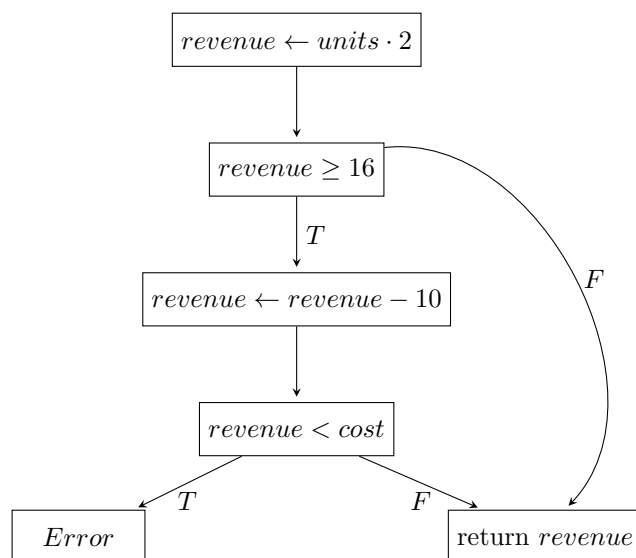 revenue ← units · 2
revenue ≥ 16
T
revenue ← revenue − 10
F
revenue < cost
T
F
Error
return revenue